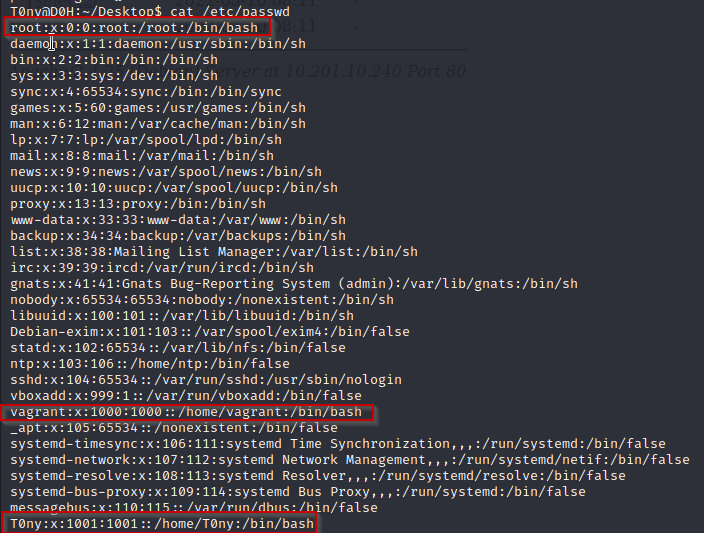 T0ny@D0H:~/Desktop$ cat /etc/passwd
root:x:0:0:root:/root:/bin/bash
daemon:x:1:1:daemon:/usr/sbin:/bin/sh
bin:x:2:2:bin:/bin:/bin/sh
sys:x:3:3:sys:/dev:/bin/sh
erver at 10.201.10.240 Port 80
sync:x:4:65534:sync:/bin:/bin/sync
games:x:5:60:games:/usr/games:/bin/sh
man:x:6:12:man:/var/cache/man:/bin/sh
lp:x:7:7:lp:/var/spool/lpd:/bin/sh
mail:x:8:8:mail:/var/mail:/bin/sh
news:x:9:9:news:/var/spool/news:/bin/sh
uucp:x:10:10:uucp:/var/spool/uucp:/bin/sh
proxy:x:13:13:proxy:/bin:/bin/sh
www-data:x:33:33:www-data:/var/www:/bin/sh
backup:x:34:34:backup:/var/backups:/bin/sh
list:x:38:38:Mailing List Manager:/var/list:/bin/sh
irc:x:39:39:ircd:/var/run/ircd:/bin/sh
gnats:x:41:41:Gnats Bug-Reporting System (admin):/var/lib/gnats:/bin/sh
nobody:x:65534:65534:nobody:/nonexistent:/bin/sh
libuuid:x:100:101::/var/lib/libuuid:/bin/sh
Debian-exim:x:101:103::/var/spool/exim4:/bin/false
statd:x:102:65534::/var/lib/nfs:/bin/false
ntp:x:103:106::/home/ntp:/bin/false
sshd:x:104:65534::/var/run/sshd:/usr/sbin/nologin
vboxadd:x:999:1::/var/run/vboxadd:/bin/false
vagrant:x:1000:1000::/home/vagrant:/bin/bash
_apt:x:105:65534::/nonexistent:/bin/false
systemd-timesync:x:106:111:systemd Time Synchronization,,,:/run/systemd:/bin/false
systemd-network:x:107:112:systemd Network Management,,,:/run/systemd/netif:/bin/false
systemd-resolve:x:108:113:systemd Resolver,,,:/run/systemd/resolve:/bin/false
systemd-bus-proxy:x:109:114:systemd Bus Proxy,,,:/run/systemd:/bin/false
messagebus:x:110:115::/var/run/dbus:/bin/false
T0ny:x:1001:1001::/home/T0ny:/bin/bash